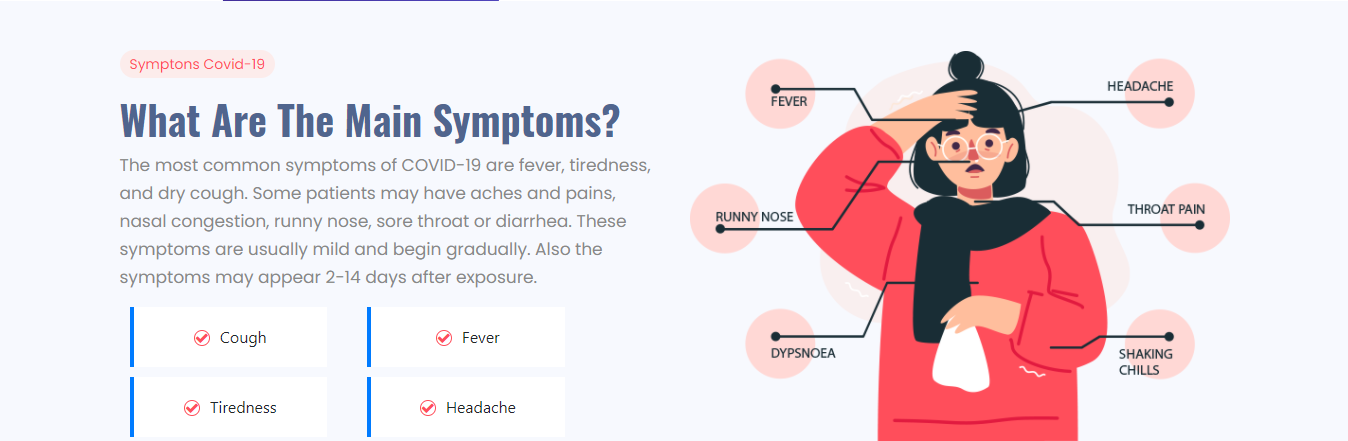 Symptons Covid-19
What Are The Main Symptoms?
The most common symptoms of COVID-19 are fever, tiredness,
and dry cough. Some patients may have aches and pains,
nasal congestion, runny nose, sore throat or diarrhea. These
symptoms are usually mild and begin gradually. Also the
symptoms may appear 2-14 days after exposure.
Cough
Fever
Tiredness
Headache
FEVER
HEADACHE
RUNNY NOSE
THROAT PAIN
DYPSNOEA
SHAKING
CHILLS